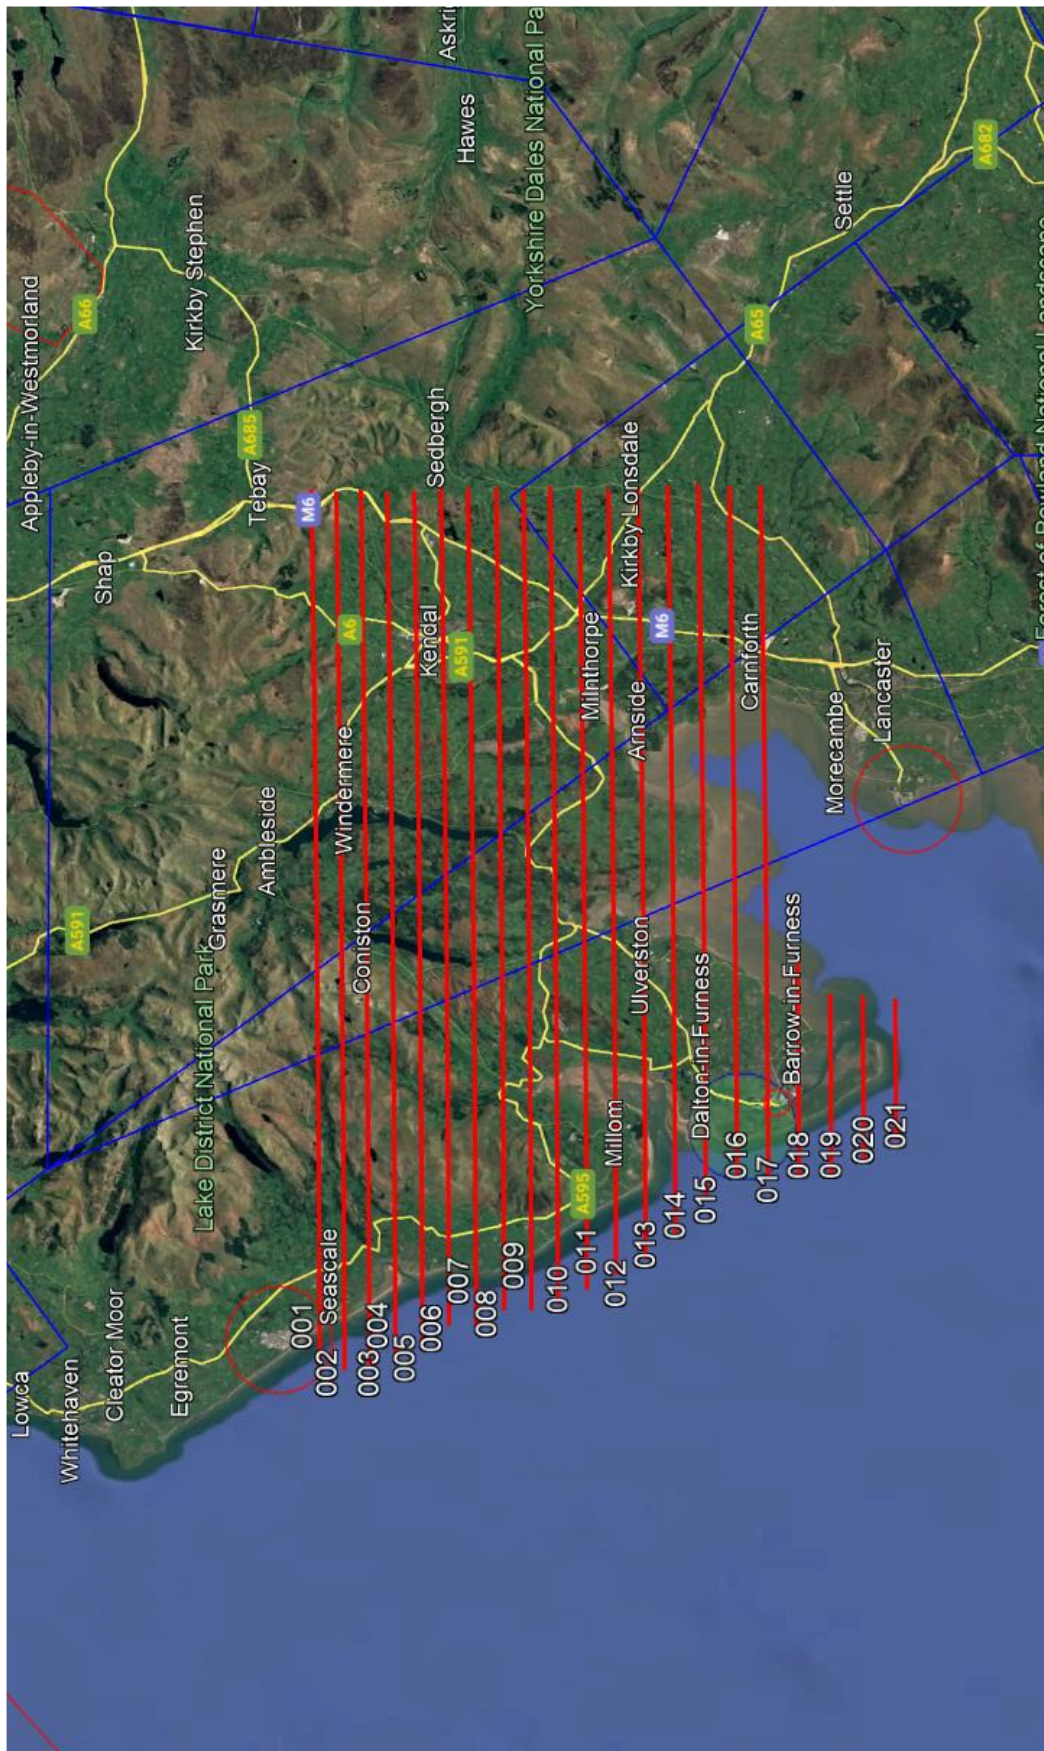 Lowca
Whitehaven
Cleator Moor
Egremont
Seascale
Lake District National Park
Grasmere
Ambleside
Windermere
Coniston
A591
Shap
Appleby-in-Westmorland
A66
Kirkby Stephen
A685
Tebay
M6
A6
Kendal
A591
Sedbergh
Hawes
Yorkshire Dales National Pa
Kirkby Lonsdale
Milnthorpe
Arnside
M6
Carnforth
A65
Settle
A682
Morecambe
Lancaster
Forest of Bowland National Landscape
Ulverston
Dalton-in-Furness
Barrow-in-Furness
Millom
A595
001
002
003
004
005
006
007
008
009
010
011
012
013
014
015
016
017
018
019
020
021